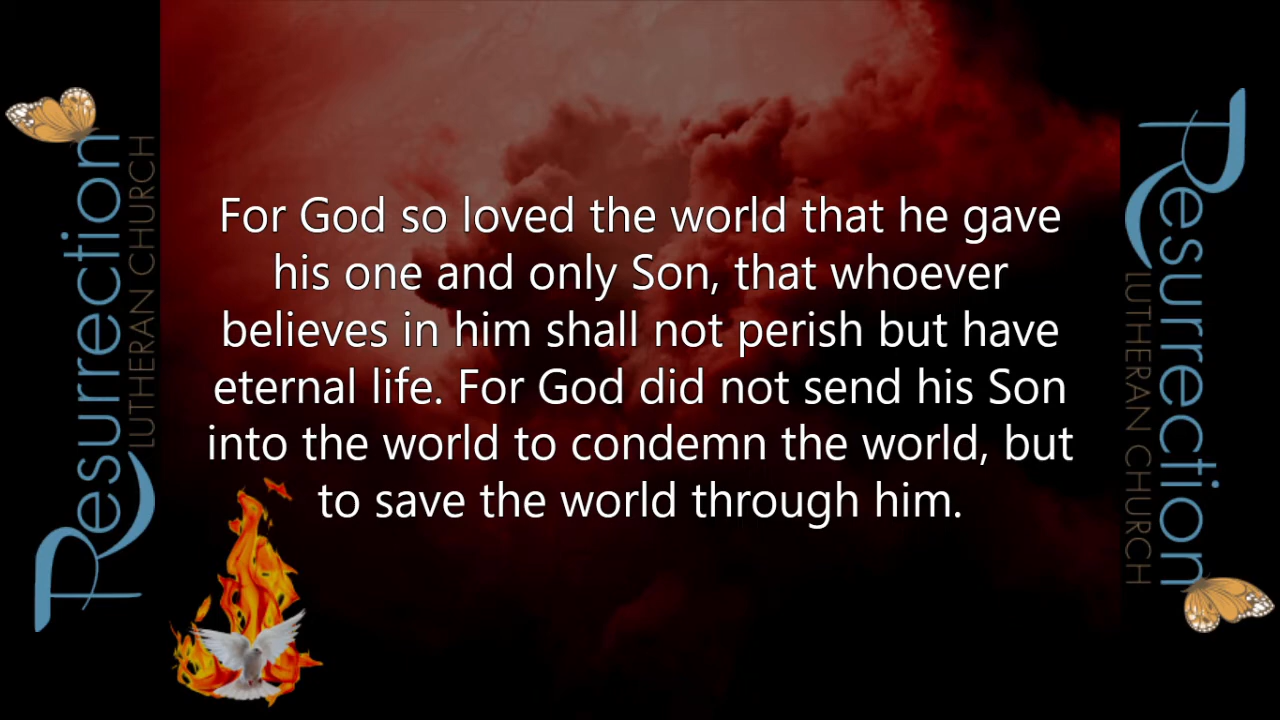 Resurrection
LUTHERAN CHURCH
For God so loved the world that he gave
his one and only Son, that whoever
believes in him shall not perish but have
eternal life. For God did not send his Son
into the world to condemn the world, but
to save the world through him.
Resurrection
LUTHERAN CHURCH